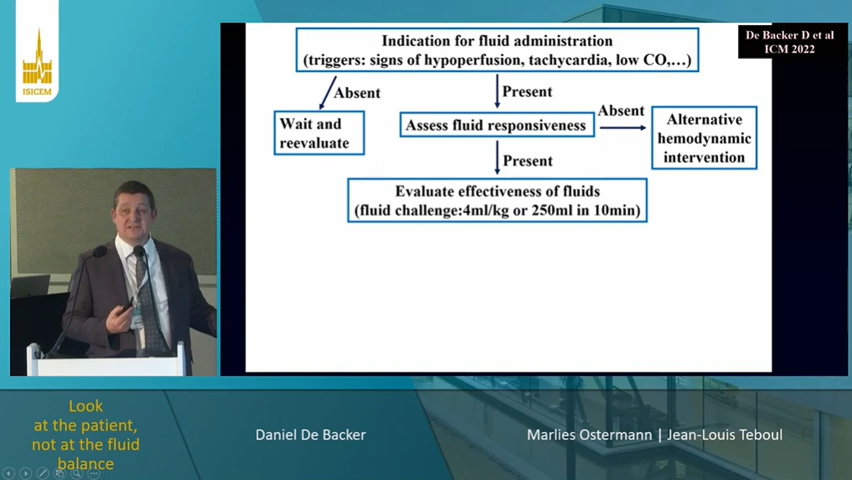 ISICEM
De Backer D et al
ICM 2022
Indication for fluid administration
(triggers: signs of hypoperfusion, tachycardia, low CO,…)
Absent
Present
Wait and
reevaluate
Assess fluid responsiveness
Absent
Alternative
hemodynamic
intervention
Present
Evaluate effectiveness of fluids
(fluid challenge:4ml/kg or 250ml in 10min)
Look
at the patient,
not at the fluid
balance
Daniel De Backer
Marlies Ostermann | Jean-Louis Teboul